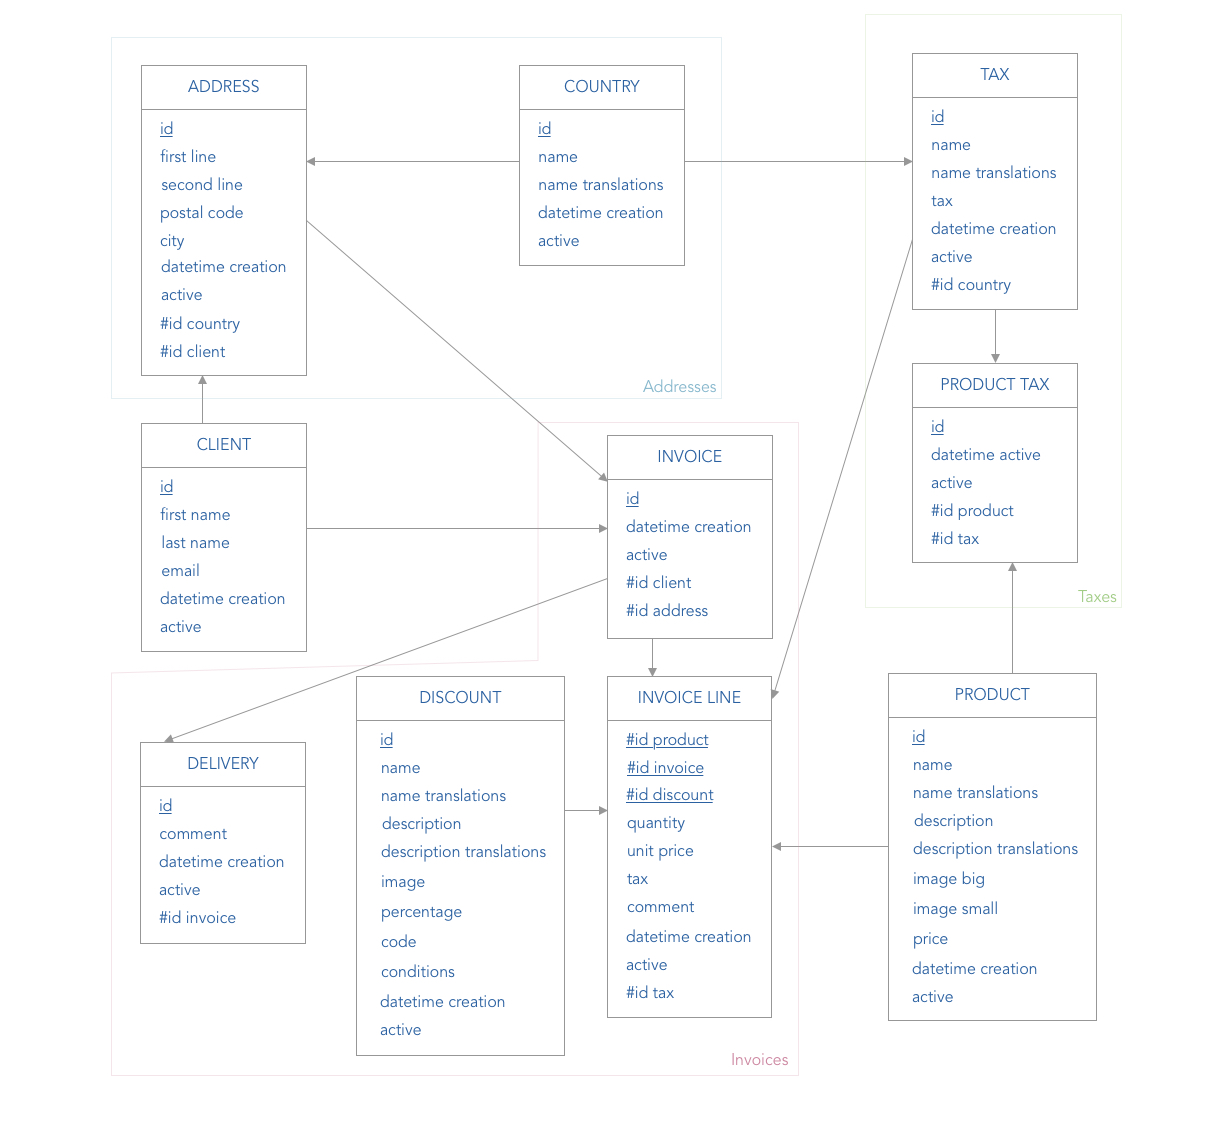 ADDRESS
id
first line
second line
postal code
city
datetime creation
active
#id country
#id client
COUNTRY
id
name
name translations
datetime creation
active
Addresses
TAX
id
name
name translations
tax
datetime creation
active
#id country
PRODUCT TAX
id
datetime active
active
#id product
#id tax
Taxes
CLIENT
id
first name
last name
email
datetime creation
active
INVOICE
id
datetime creation
active
#id client
#id address
DELIVERY
id
comment
datetime creation
active
#id invoice
DISCOUNT
id
name
name translations
description
description translations
image
percentage
code
conditions
datetime creation
active
INVOICE LINE
#id product
#id invoice
#id discount
quantity
unit price
tax
comment
datetime creation
active
#id tax
Invoices
PRODUCT
id
name
name translations
description
description translations
image big
image small
price
datetime creation
active